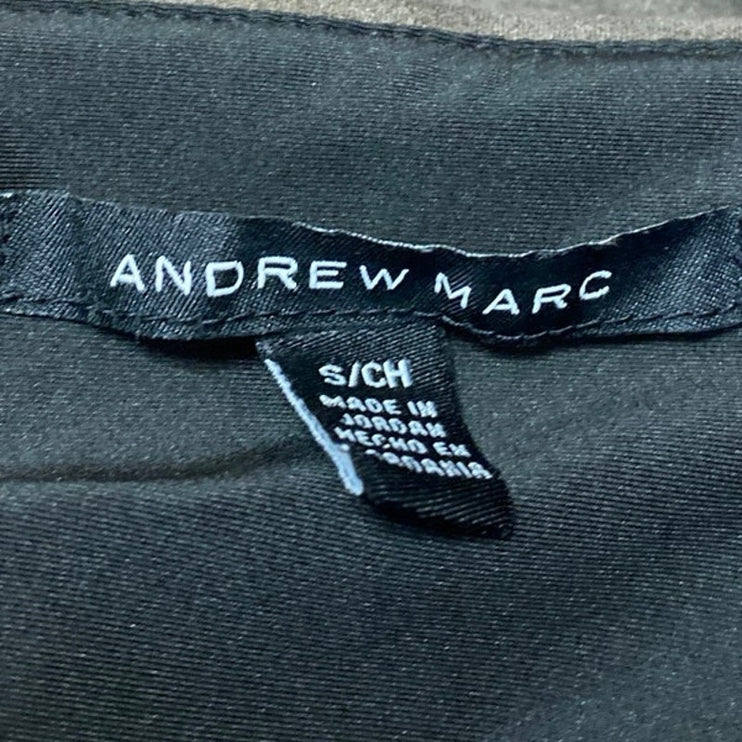 ANDREW MARC
S/CH
MADE IN
JORDAN
HECHO EN
JORDANIA